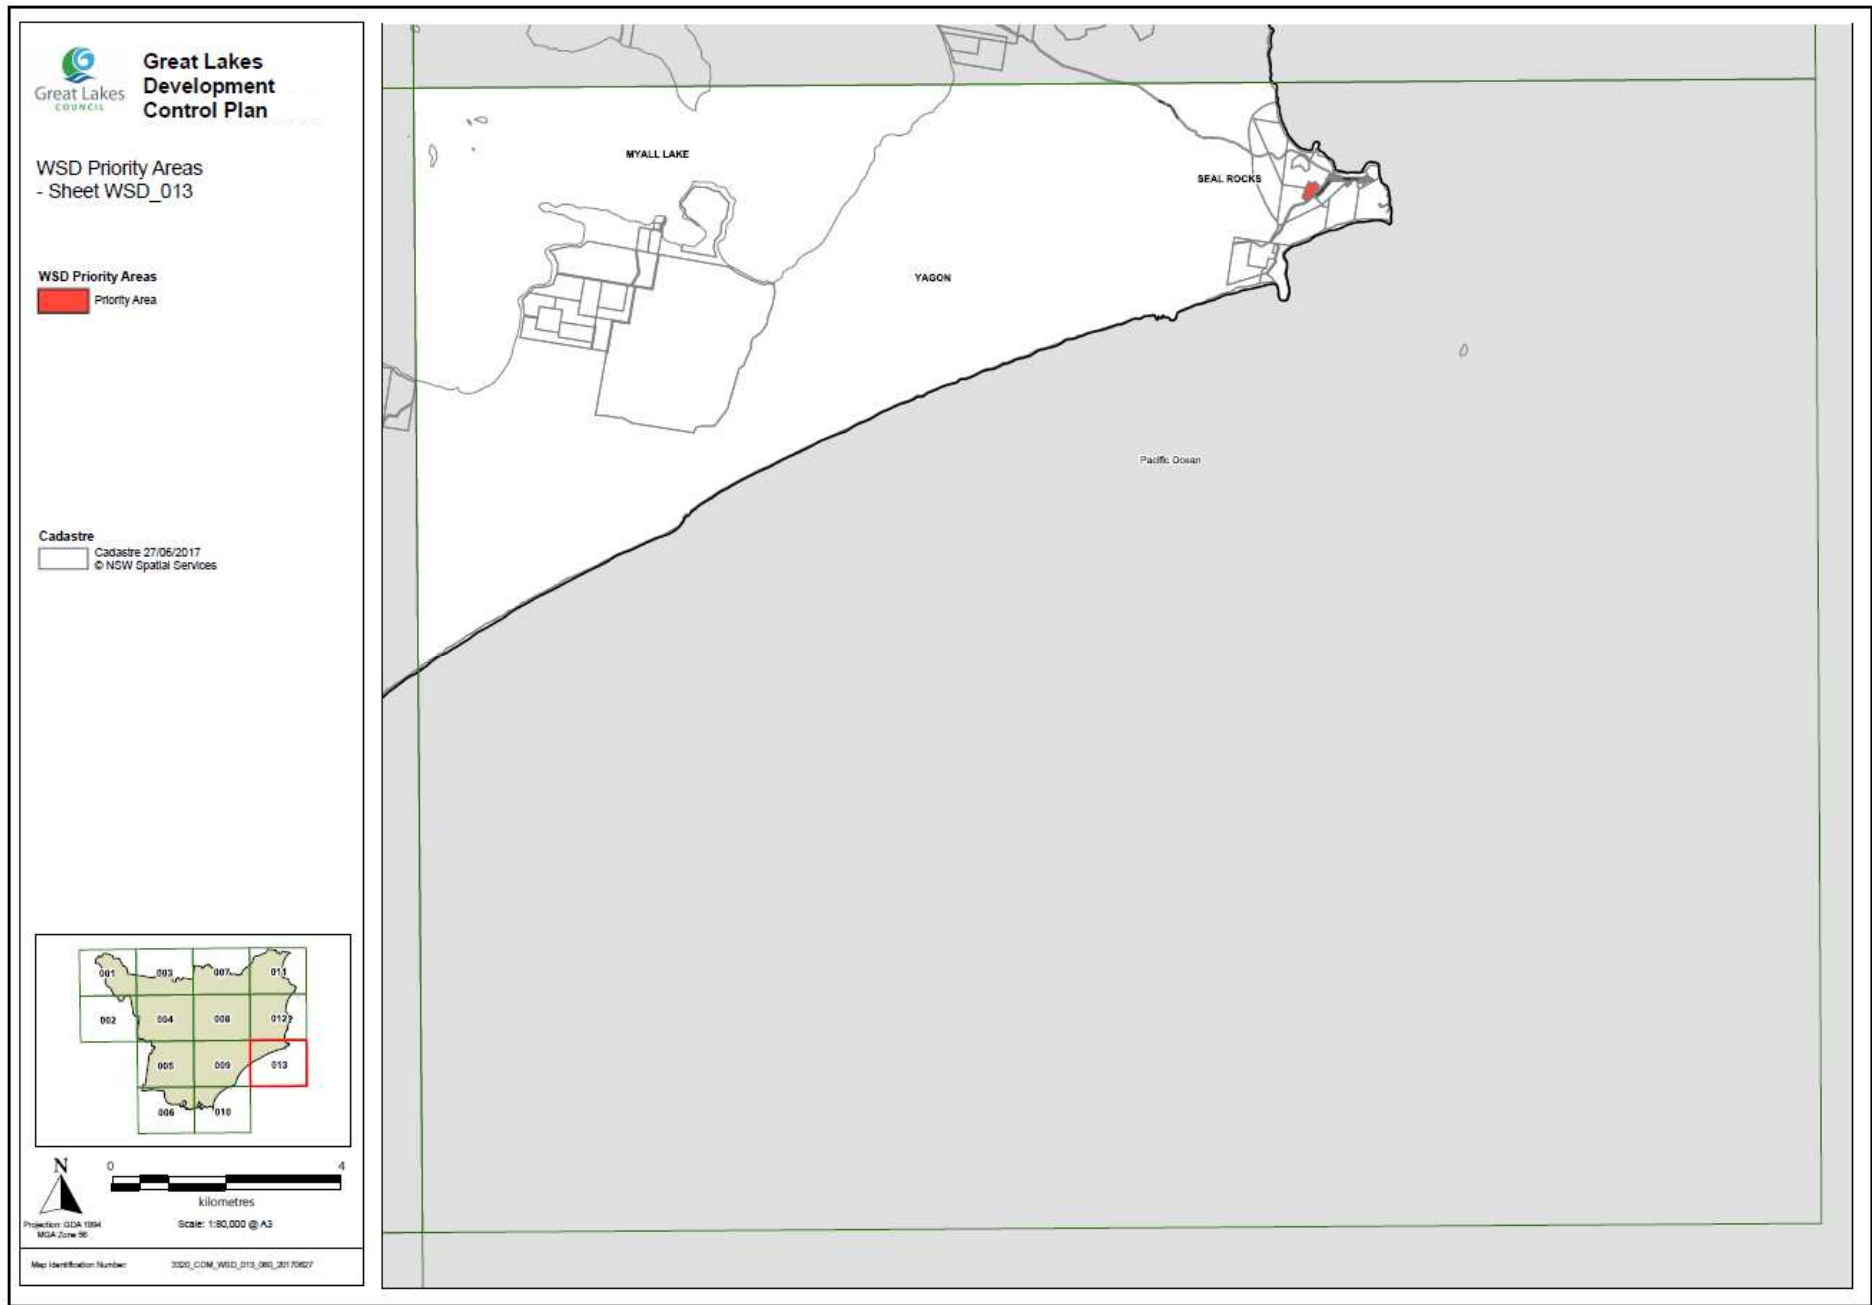 Great Lakes
COUNCIL
Great Lakes
Development
Control Plan
WSD Priority Areas
- Sheet WSD_013
WSD Priority Areas
Priority Area
Cadastre
Cadastre 27/06/2017
© NSW Spatial Services
MYALL LAKE
SEAL ROCKS
YAGON
Pacific Ocean
001
003
007
011
002
004
008
012
005
009
013
006
010
N
0
4
kilometres
Projection: GDA 1994
MGA Zone 56
Scale: 1:80,000 @ A3
Map Identification Number:
3320_COM_WSD_013_080_20170627